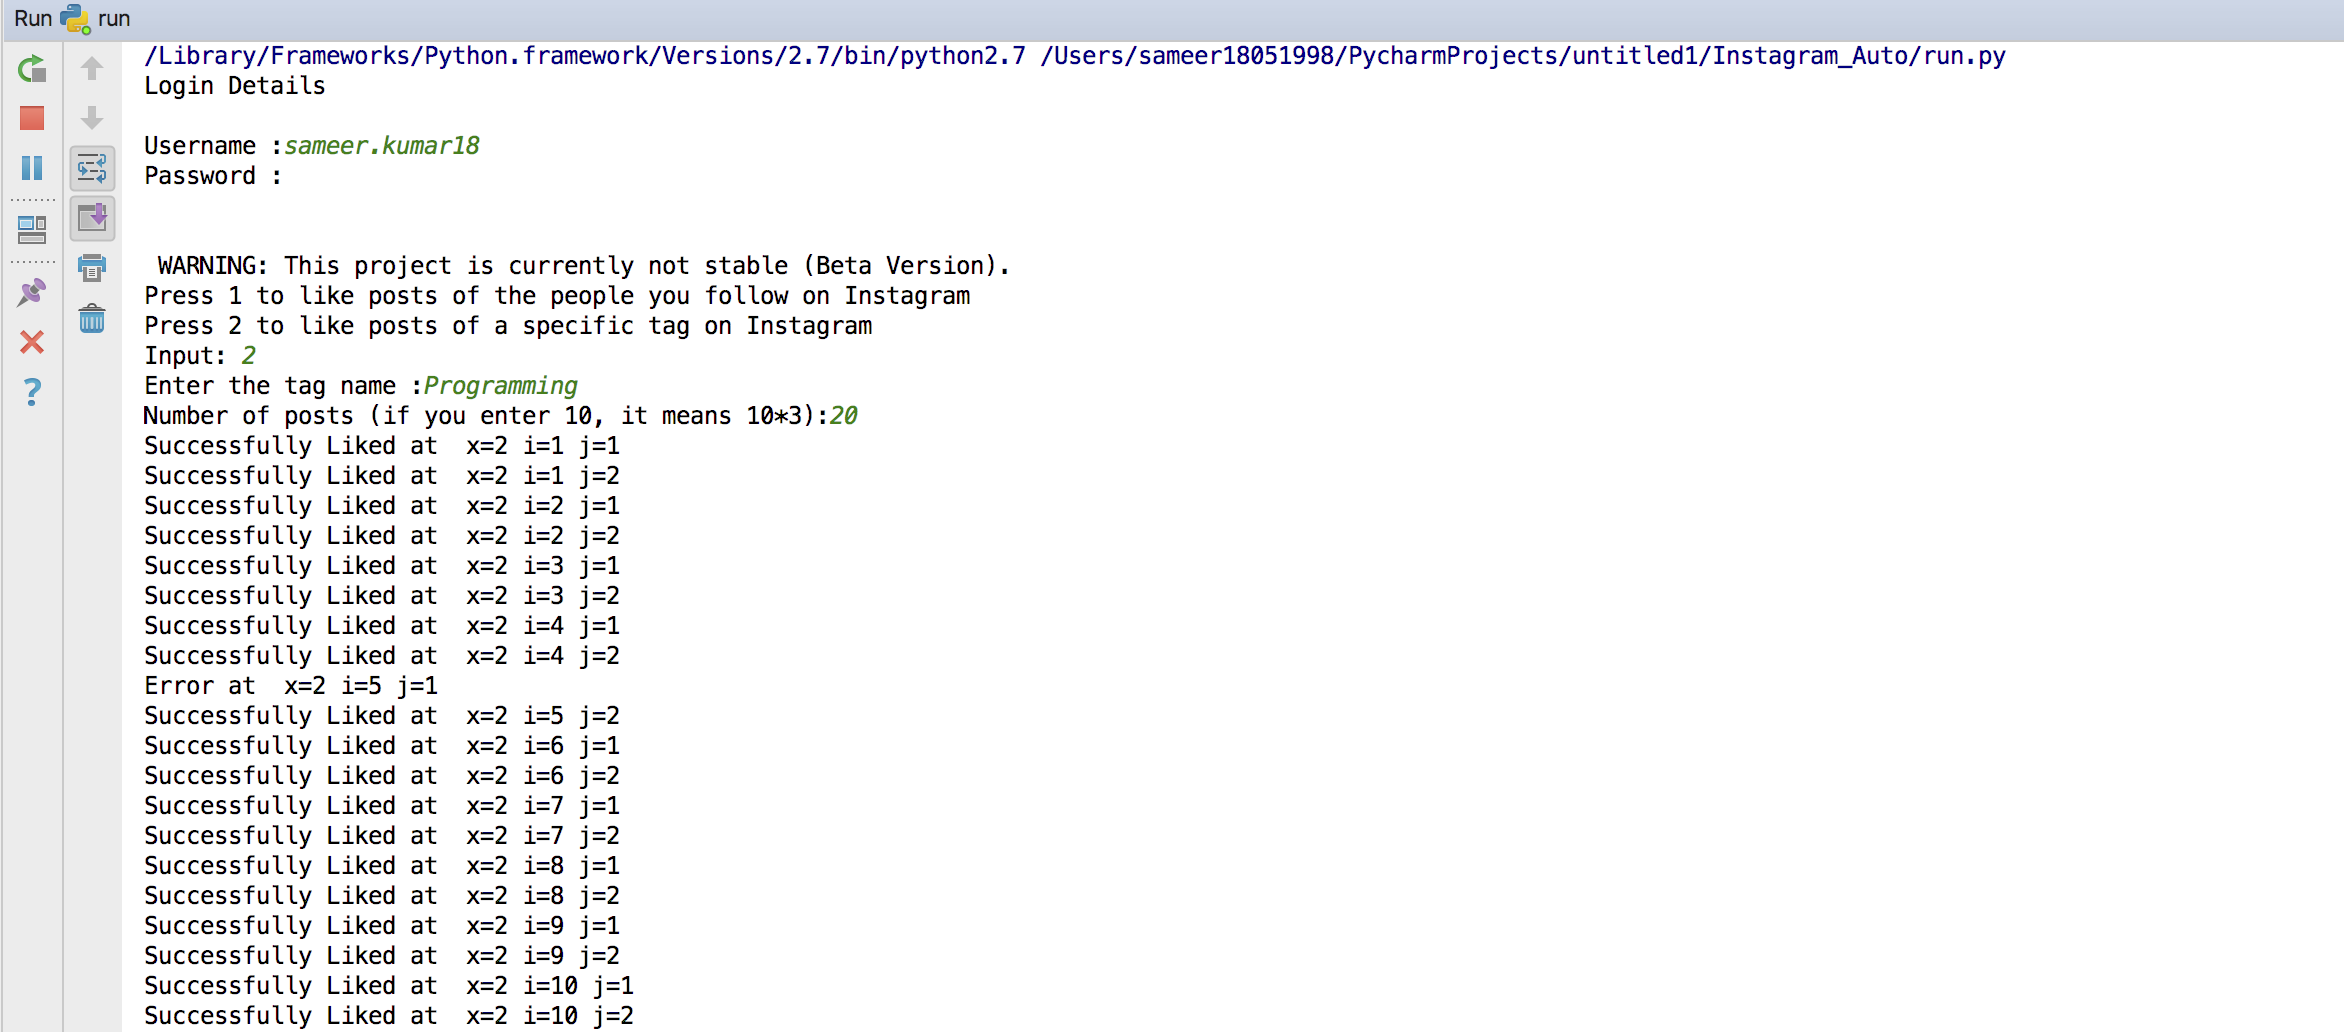 Run run
/Library/Frameworks/Python.framework/Versions/2.7/bin/python2.7 /Users/sameer18051998/PycharmProjects/untitled1/Instagram_Auto/run.py
Login Details
Username :sameer.kumar18
Password :
WARNING: This project is currently not stable (Beta Version).
Press 1 to like posts of the people you follow on Instagram
Press 2 to like posts of a specific tag on Instagram
Input: 2
Enter the tag name :Programming
Number of posts (if you enter 10, it means 10*3):20
Successfully Liked at  x=2 i=1 j=1
Successfully Liked at  x=2 i=1 j=2
Successfully Liked at  x=2 i=2 j=1
Successfully Liked at  x=2 i=2 j=2
Successfully Liked at  x=2 i=3 j=1
Successfully Liked at  x=2 i=3 j=2
Successfully Liked at  x=2 i=4 j=1
Successfully Liked at  x=2 i=4 j=2
Error at  x=2 i=5 j=1
Successfully Liked at  x=2 i=5 j=2
Successfully Liked at  x=2 i=6 j=1
Successfully Liked at  x=2 i=6 j=2
Successfully Liked at  x=2 i=7 j=1
Successfully Liked at  x=2 i=7 j=2
Successfully Liked at  x=2 i=8 j=1
Successfully Liked at  x=2 i=8 j=2
Successfully Liked at  x=2 i=9 j=1
Successfully Liked at  x=2 i=9 j=2
Successfully Liked at  x=2 i=10 j=1
Successfully Liked at  x=2 i=10 j=2